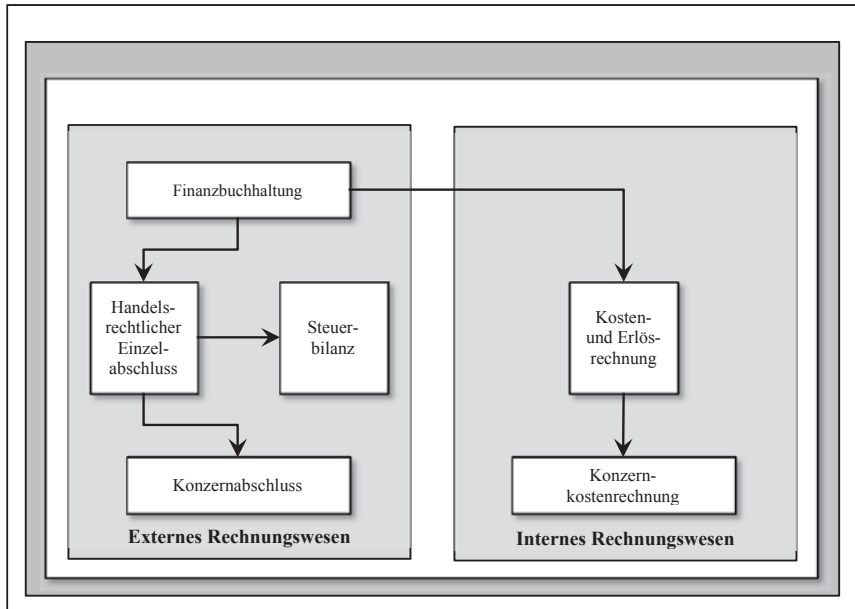 Finanzbuchhaltung
Handels-
rechtlicher
Einzel-
abschluss
Steuer-
bilanz
Kosten-
und Erlös-
rechnung
Konzernabschluss
Konzern-
kostenrechnung
Externes Rechnungswesen
Internes Rechnungswesen